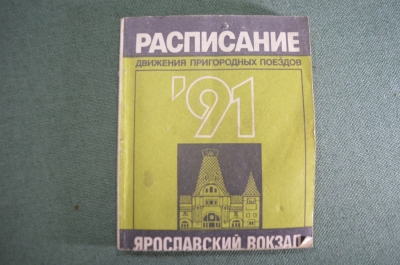 РАСПИСАНИЕ
ДВИЖЕНИЯ ПРИГОРОДНЫХ ПОЕЗДОВ
'91
ЯРОСЛАВСКИЙ ВОКЗАЛ